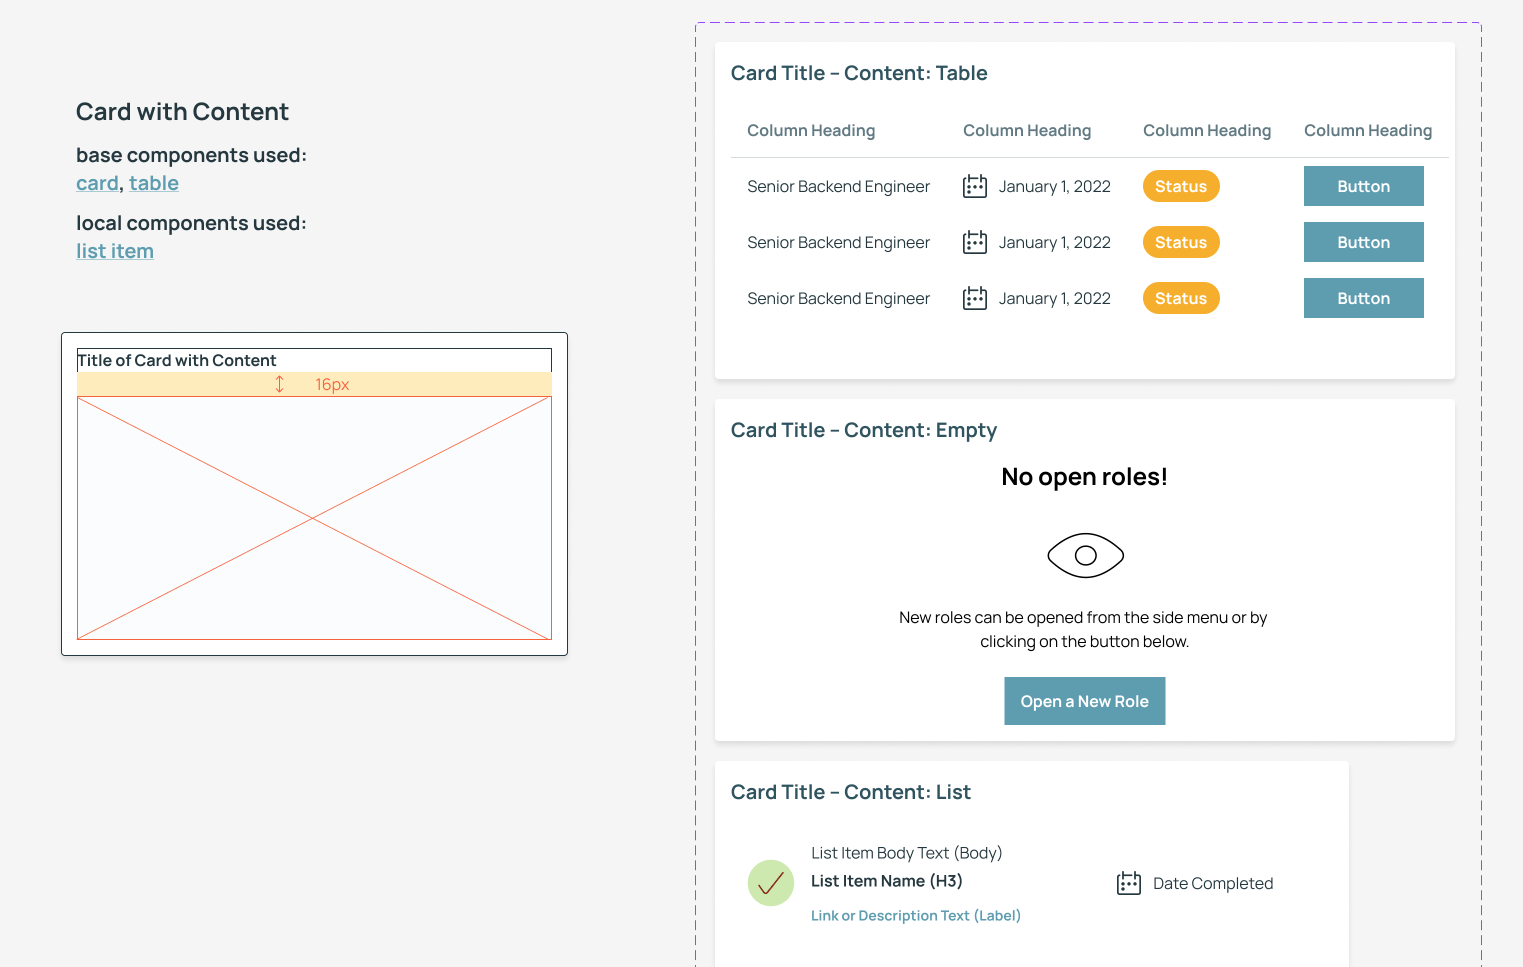 Card with Content
base components used:
card, table
local components used:
list item
Title of Card with Content
16px
Card Title – Content: Table
Column Heading Column Heading Column Heading Column Heading
Senior Backend Engineer January 1, 2022 Status Button
Senior Backend Engineer January 1, 2022 Status Button
Senior Backend Engineer January 1, 2022 Status Button
Card Title – Content: Empty
No open roles!
New roles can be opened from the side menu or by
clicking on the button below.
Open a New Role
Card Title – Content: List
List Item Body Text (Body)
List Item Name (H3)
Date Completed
Link or Description Text (Label)